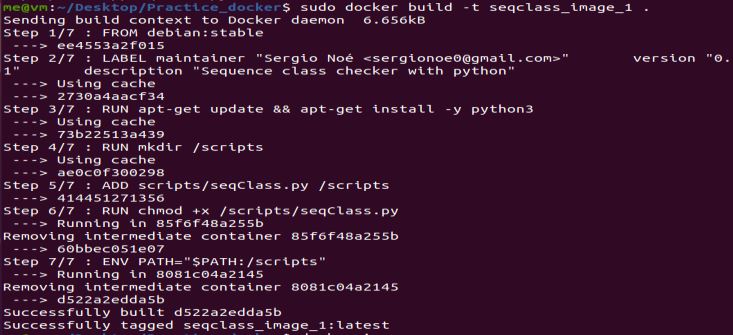 me@vm:~/Desktop/Practice_docker$ sudo docker build -t seqclass_image_1 .
Sending build context to Docker daemon  6.656kB
Step 1/7 : FROM debian:stable
 ---> ee4553a2f015
Step 2/7 : LABEL maintainer "Sergio Noé <sergionoe0@gmail.com>"       version "0.
1"       description "Sequence class checker with python"
 ---> Using cache
 ---> 2730a4aacf34
Step 3/7 : RUN apt-get update && apt-get install -y python3
 ---> Using cache
 ---> 73b22513a439
Step 4/7 : RUN mkdir /scripts
 ---> Using cache
 ---> ae0c0f300298
Step 5/7 : ADD scripts/seqClass.py /scripts
 ---> 414451271356
Step 6/7 : RUN chmod +x /scripts/seqClass.py
 ---> Running in 85f6f48a255b
Removing intermediate container 85f6f48a255b
 ---> 60bbec051e07
Step 7/7 : ENV PATH="$PATH:/scripts"
 ---> Running in 8081c04a2145
Removing intermediate container 8081c04a2145
 ---> d522a2edda5b
Successfully built d522a2edda5b
Successfully tagged seqclass_image_1:latest